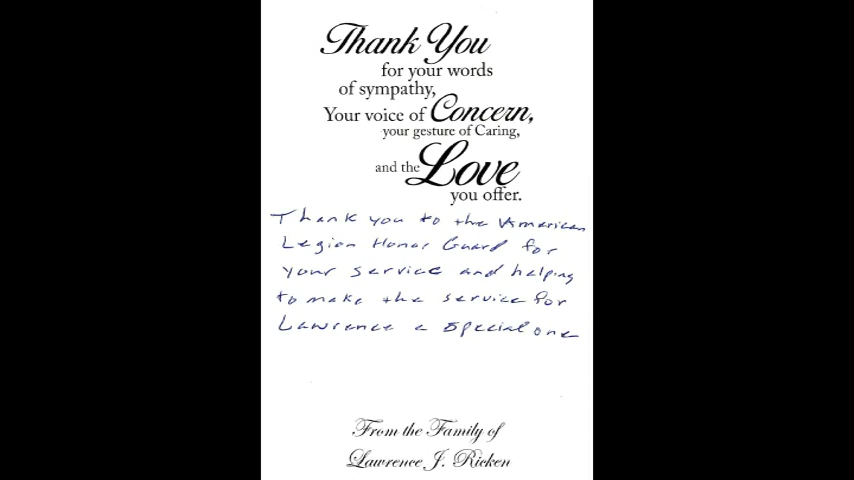 Thank You
for your words
of sympathy,
Your voice of Concern,
your gesture of Caring,
and the Love
you offer.
Thank you to the American
Legion Honor Guard for
your service and helping
to make the service for
Lawrence a special one
From the Family of
Lawrence J. Ricken